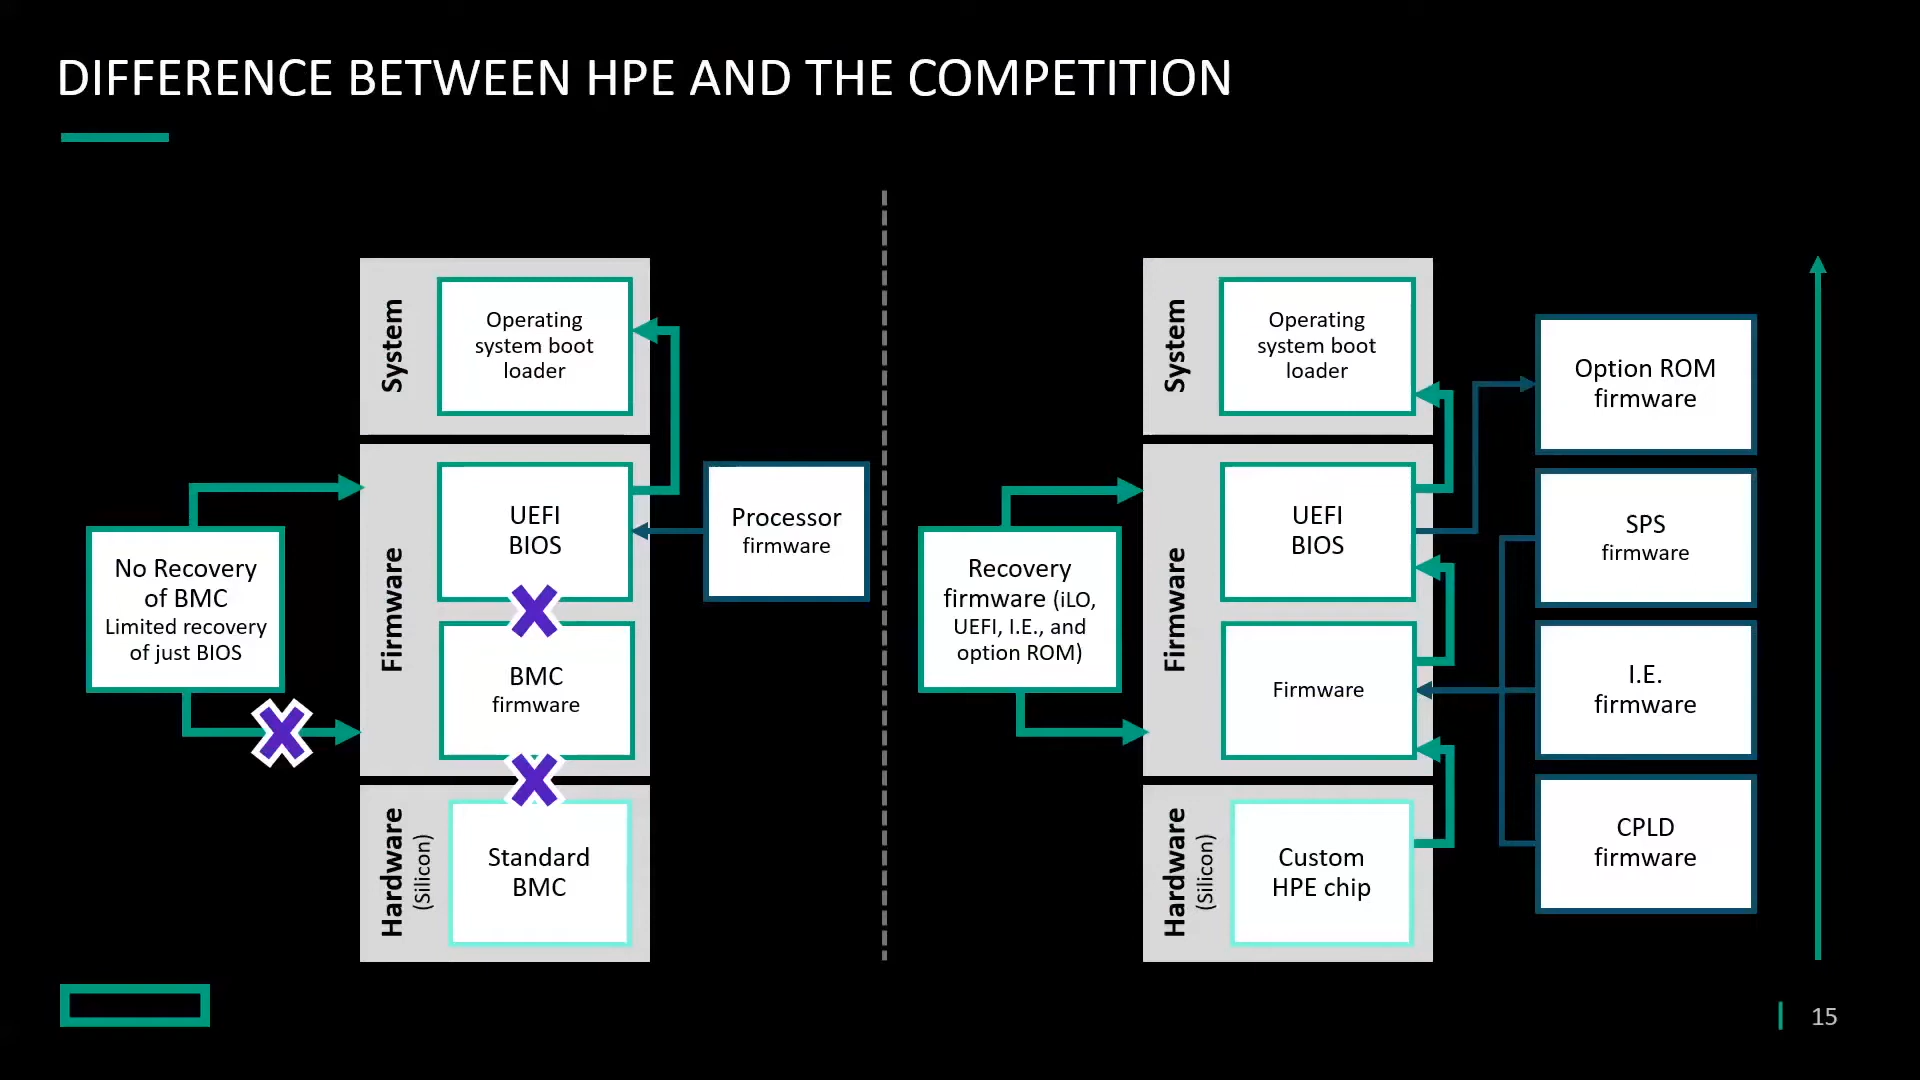 DIFFERENCE BETWEEN HPE AND THE COMPETITION
System
Operating
system boot
loader
Firmware
UEFI
BIOS
Processor
firmware
No Recovery
of BMC
Limited recovery
of just BIOS
BMC
firmware
Hardware
(Silicon)
Standard
BMC
System
Operating
system boot
loader
Firmware
UEFI
BIOS
Recovery
firmware (iLO,
UEFI, I.E., and
option ROM)
Firmware
Hardware
(Silicon)
Custom
HPE chip
Option ROM
firmware
SPS
firmware
I.E.
firmware
CPLD
firmware
15